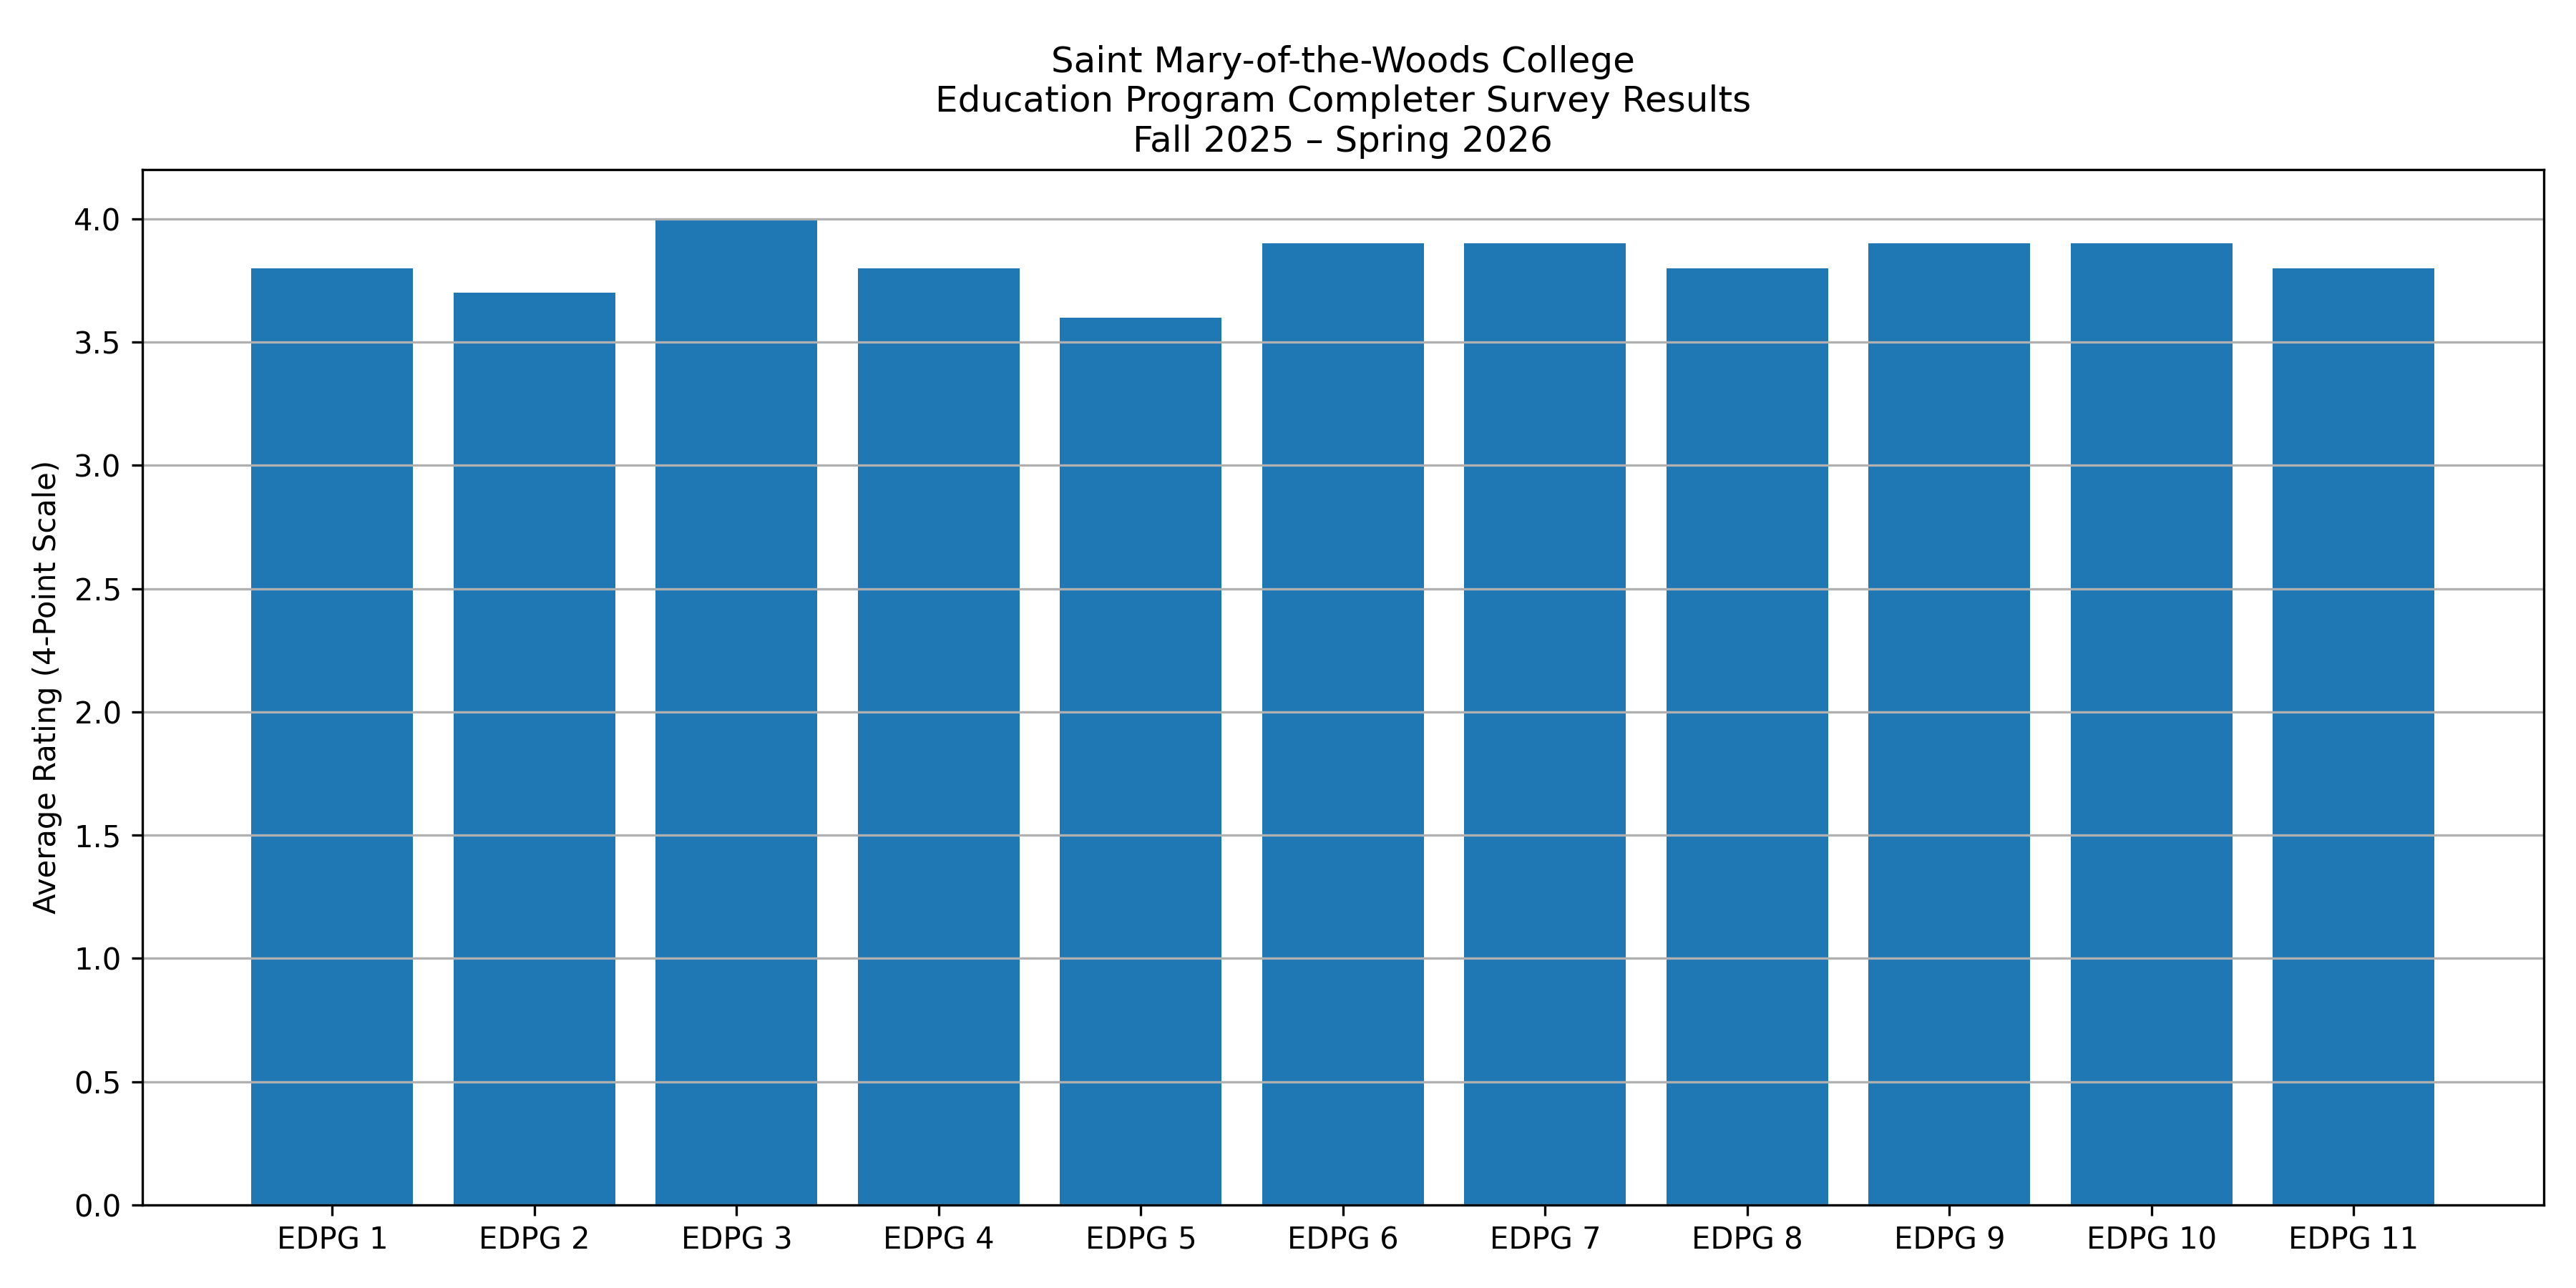 Saint Mary-of-the-Woods College
Education Program Completer Survey Results
Fall 2025 – Spring 2026
Average Rating (4-Point Scale)
4.0
3.5
3.0
2.5
2.0
1.5
1.0
0.5
0.0
EDPG 1 EDPG 2 EDPG 3 EDPG 4 EDPG 5 EDPG 6 EDPG 7 EDPG 8 EDPG 9 EDPG 10 EDPG 11